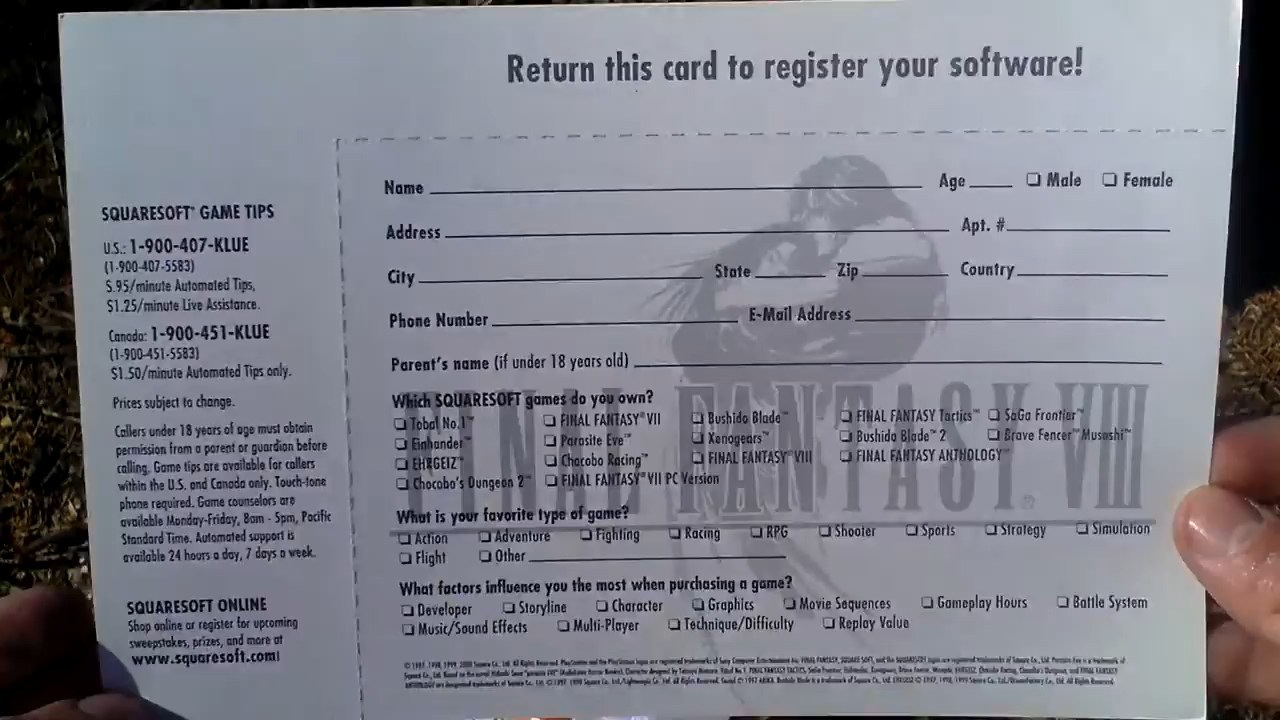 Return this card to register your software!
SQUARESOFT® GAME TIPS
U.S.: 1-900-407-KLUE
(1-900-407-5583)
$.95/minute Automated Tips,
$1.25/minute Live Assistance.
Canada: 1-900-451-KLUE
(1-900-451-5583)
$1.50/minute Automated Tips only.
Prices subject to change.
Callers under 18 years of age must obtain
permission from a parent or guardian before
calling. Game tips are available for callers
within the U.S. and Canada only. Touch-tone
phone required. Game counselors are
available Monday-Friday, 8am - 5pm, Pacific
Standard Time. Automated support is
available 24 hours a day, 7 days a week.
SQUARESOFT ONLINE
Shop online or register for upcoming
sweepstakes, prizes, and more at
www.squaresoft.com!
Name Age Male Female
Address Apt. #
City State Zip Country
Phone Number E-Mail Address
Parent's name (if under 18 years old)
FINAL FANTASY® VIII
Which SQUARESOFT games do you own?
Tobal No.1™ FINAL FANTASY® VII Bushido Blade™ FINAL FANTASY Tactics™ SaGa Frontier™
Einhander™ Parasite Eve™ Xenogears™ Bushido Blade™ 2 Brave Fencer™ Musashi™
EHRGEIZ™ Chocobo Racing™ FINAL FANTASY® VIII FINAL FANTASY ANTHOLOGY™
Chocobo's Dungeon 2™ FINAL FANTASY® VII PC Version
What is your favorite type of game?
Action Adventure Fighting Racing RPG Shooter Sports Strategy Simulation
Flight Other
What factors influence you the most when purchasing a game?
Developer Storyline Character Graphics Movie Sequences Gameplay Hours Battle System
Music/Sound Effects Multi-Player Technique/Difficulty Replay Value